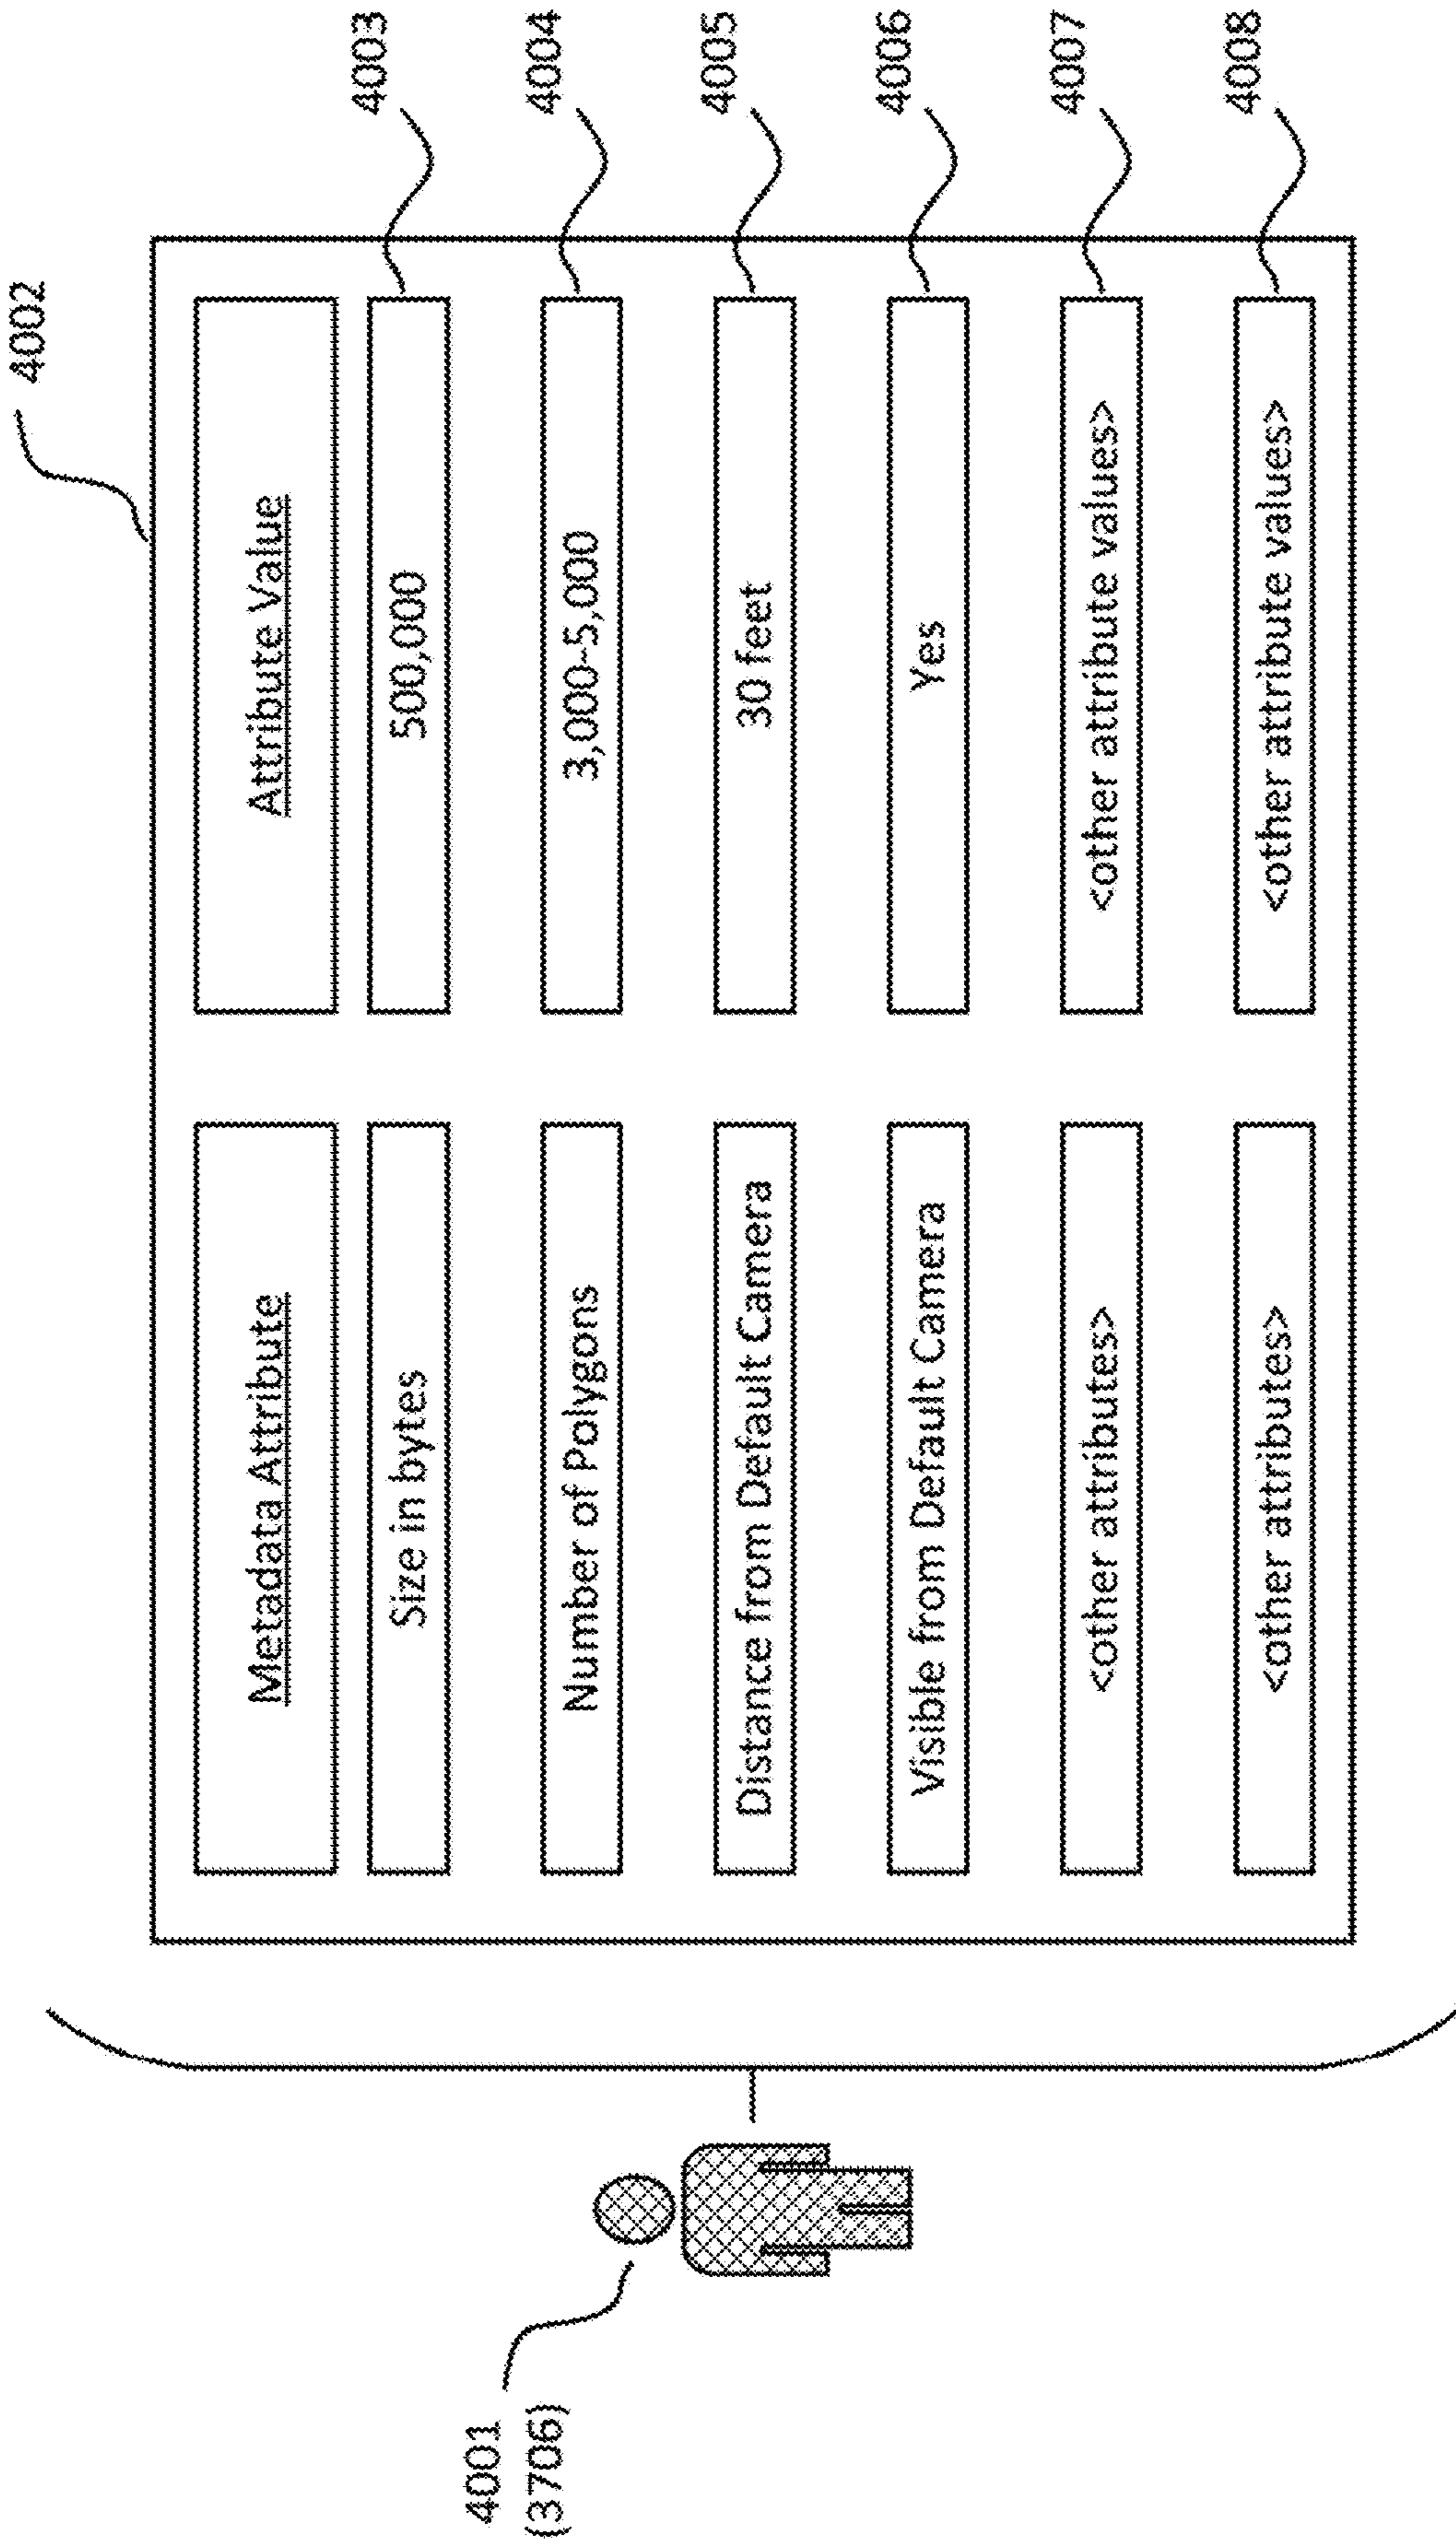 4002
Metadata Attribute Attribute Value
Size in bytes 500,000 4003
Number of Polygons 3,000-5,000 4004
4001
(3706)
Distance from Default Camera 30 feet 4005
Visible from Default Camera Yes 4006
<other attributes> <other attribute values> 4007
<other attributes> <other attribute values> 4008